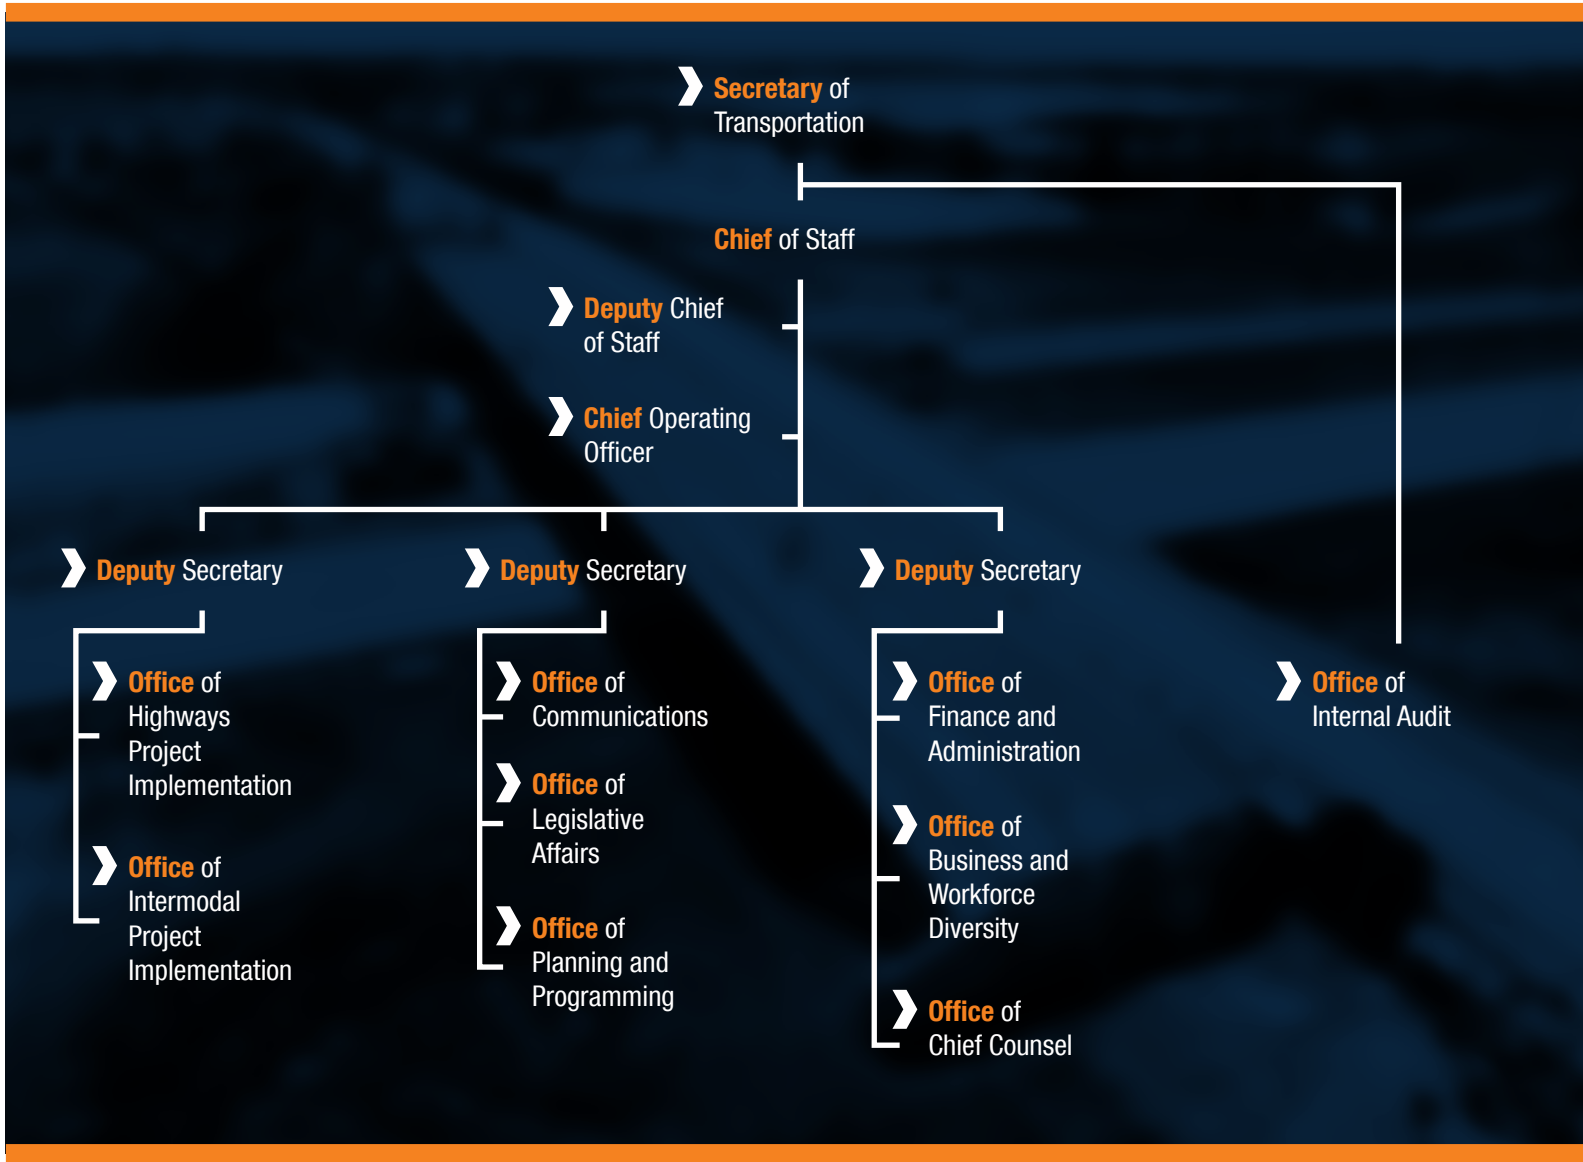 Secretary of
Transportation
Chief of Staff
Deputy Chief
of Staff
Chief Operating
Officer
Deputy Secretary
Deputy Secretary
Deputy Secretary
Office of
Highways
Project
Implementation
Office of
Intermodal
Project
Implementation
Office of
Communications
Office of
Legislative
Affairs
Office of
Planning and
Programming
Office of
Finance and
Administration
Office of
Business and
Workforce
Diversity
Office of
Chief Counsel
Office of
Internal Audit